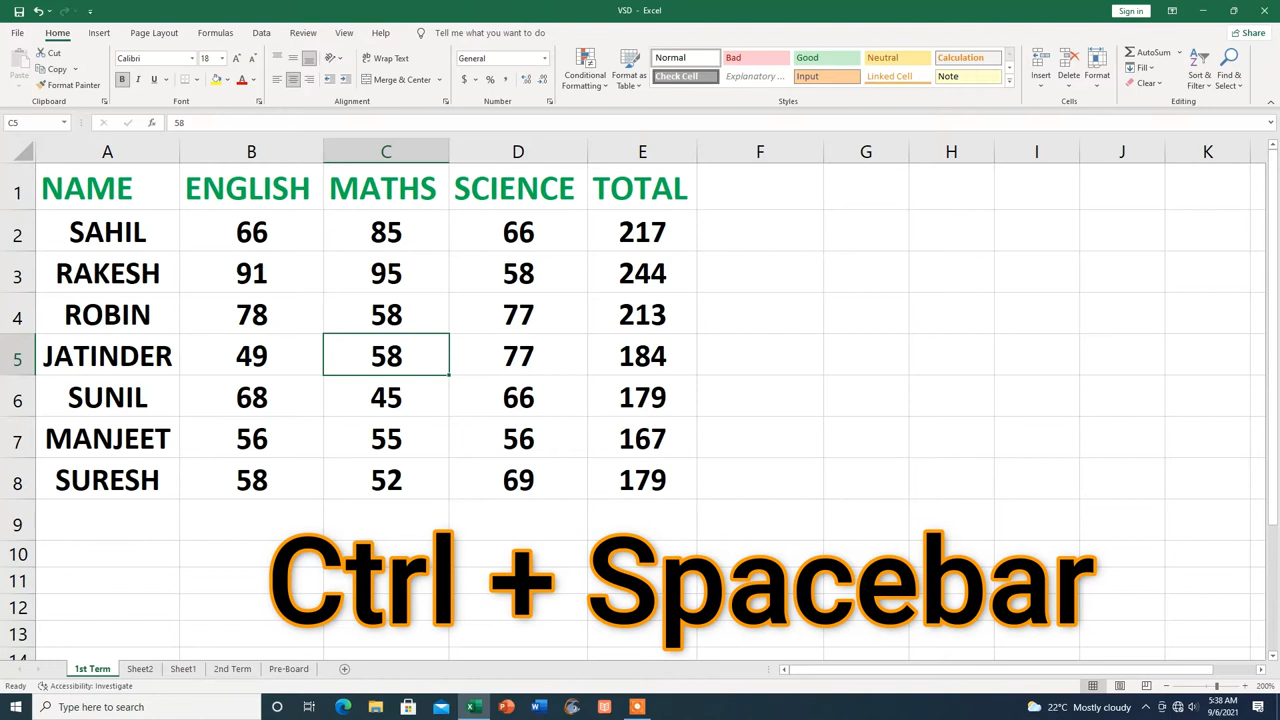 VSD - Excel
Sign in
File Home Insert Page Layout Formulas Data Review View Help Tell me what you want to do
Share
Cut
Copy
Format Painter
Paste
Clipboard
Calibri 18
B I U
Font
Wrap Text
Merge & Center
Alignment
General
Number
Conditional Formatting
Format as Table
Normal Bad Good Neutral Calculation
Check Cell Explanatory ... Input Linked Cell Note
Styles
Insert Delete Format
Cells
AutoSum
Fill
Clear
Sort & Filter
Find & Select
Editing
C5
58
A B C D E F G H I J K
1 NAME ENGLISH MATHS SCIENCE TOTAL
2 SAHIL 66 85 66 217
3 RAKESH 91 95 58 244
4 ROBIN 78 58 77 213
5 JATINDER 49 58 77 184
6 SUNIL 68 45 66 179
7 MANJEET 56 55 56 167
8 SURESH 58 52 69 179
9
10
11
12
13
14
Ctrl + Spacebar
1st Term Sheet2 Sheet1 2nd Term Pre-Board
Ready Accessibility: Investigate
200%
Type here to search
22°C Mostly cloudy
5:38 AM
9/6/2021